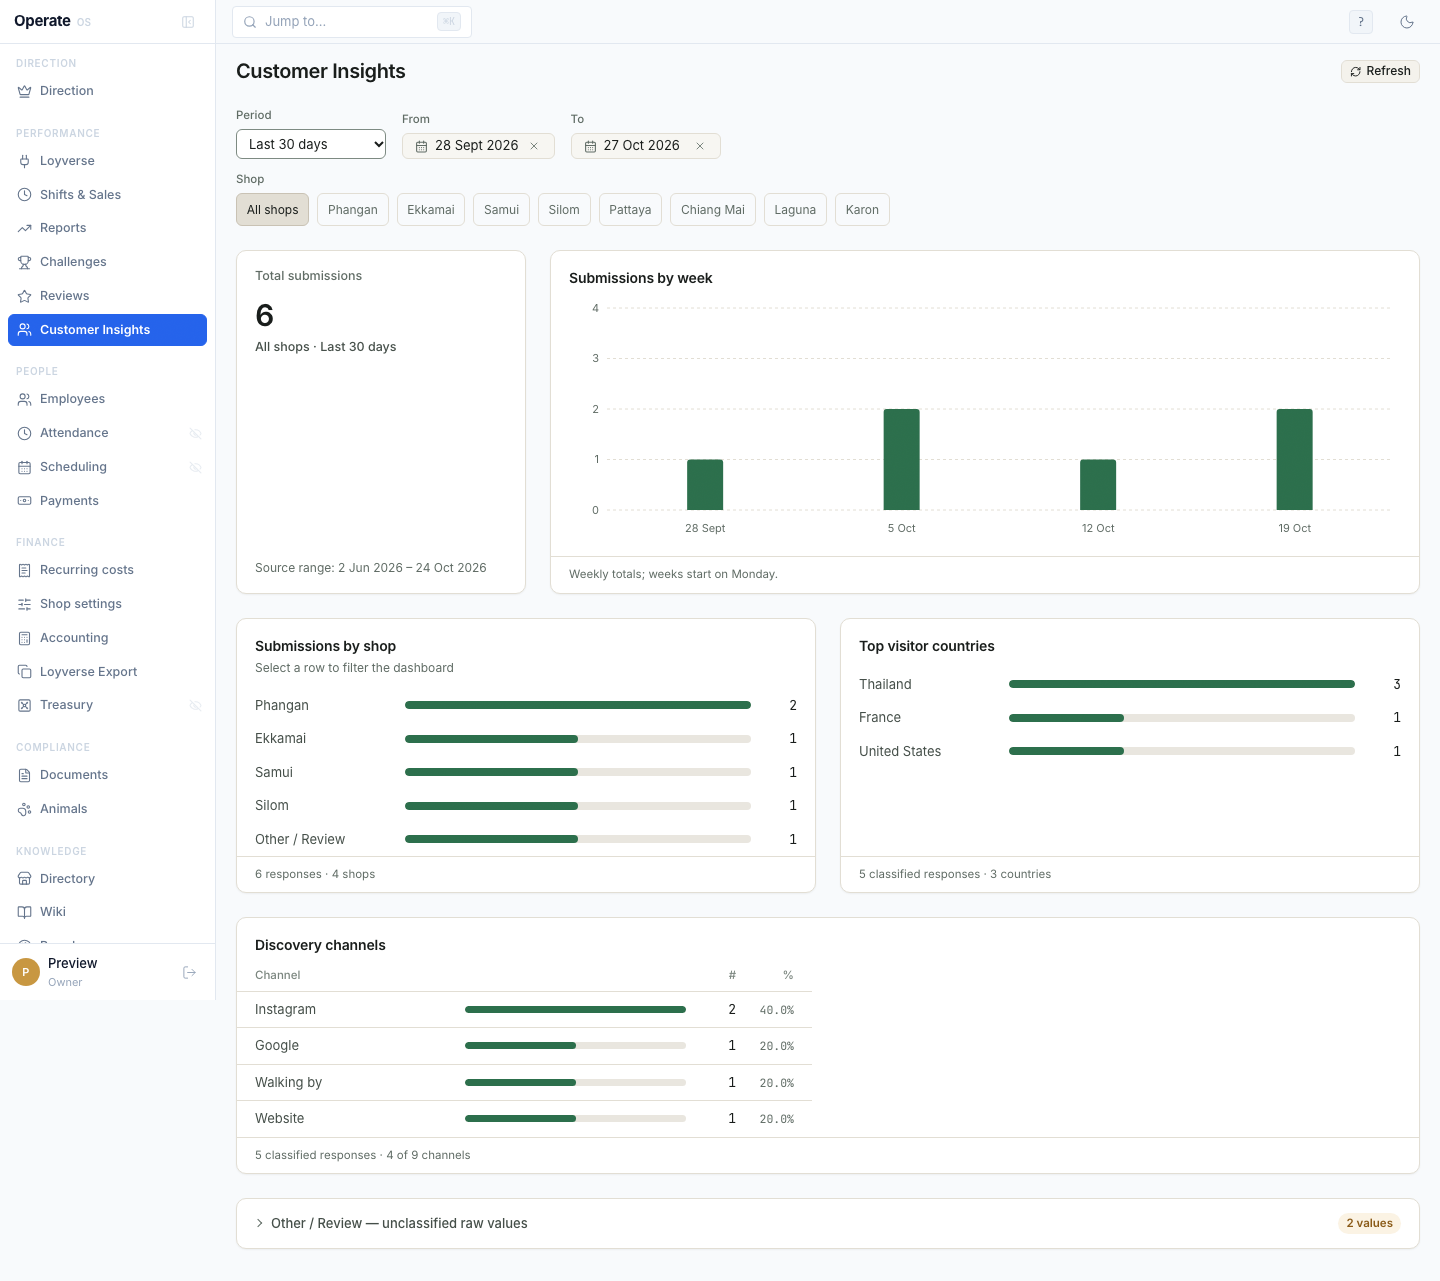 Operate OS
Jump to...
⌘K
?
DIRECTION
Direction
PERFORMANCE
Loyverse
Shifts & Sales
Reports
Challenges
Reviews
Customer Insights
PEOPLE
Employees
Attendance
Scheduling
Payments
FINANCE
Recurring costs
Shop settings
Accounting
Loyverse Export
Treasury
COMPLIANCE
Documents
Animals
KNOWLEDGE
Directory
Wiki
P
Preview
Owner
Customer Insights
Refresh
Period
From
To
Last 30 days
28 Sept 2026
27 Oct 2026
Shop
All shops
Phangan
Ekkamai
Samui
Silom
Pattaya
Chiang Mai
Laguna
Karon
Total submissions
6
All shops · Last 30 days
Source range: 2 Jun 2026 – 24 Oct 2026
Submissions by week
4
3
2
1
0
28 Sept
5 Oct
12 Oct
19 Oct
Weekly totals; weeks start on Monday.
Submissions by shop
Select a row to filter the dashboard
Phangan 2
Ekkamai 1
Samui 1
Silom 1
Other / Review 1
6 responses · 4 shops
Top visitor countries
Thailand 3
France 1
United States 1
5 classified responses · 3 countries
Discovery channels
Channel # %
Instagram 2 40.0%
Google 1 20.0%
Walking by 1 20.0%
Website 1 20.0%
5 classified responses · 4 of 9 channels
Other / Review — unclassified raw values
2 values